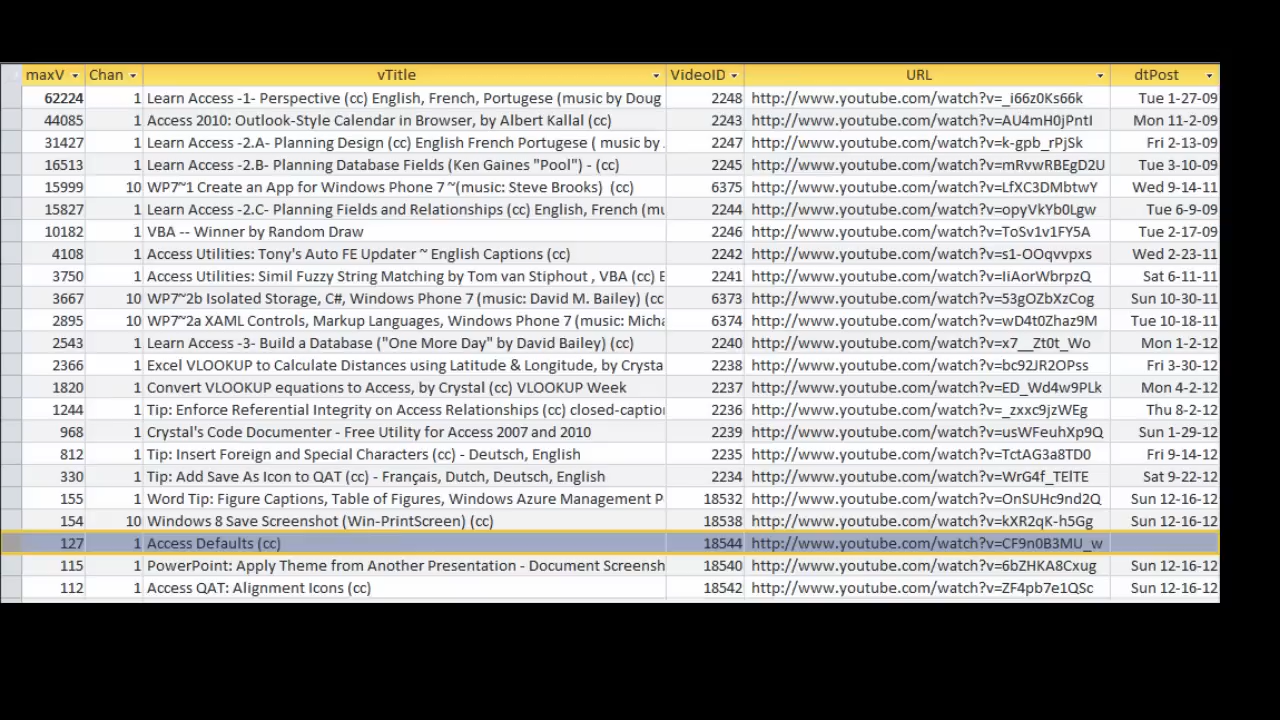 maxV Chan vTitle VideoID URL dtPost
62224 1 Learn Access -1- Perspective (cc) English, French, Portugese (music by Doug 2248 http://www.youtube.com/watch?v=_i66z0Ks66k Tue 1-27-09
44085 1 Access 2010: Outlook-Style Calendar in Browser, by Albert Kallal (cc) 2243 http://www.youtube.com/watch?v=AU4mH0jPntI Mon 11-2-09
31427 1 Learn Access -2.A- Planning Design (cc) English French Portugese ( music by . 2247 http://www.youtube.com/watch?v=k-gpb_rPjSk Fri 2-13-09
16513 1 Learn Access -2.B- Planning Database Fields (Ken Gaines "Pool") - (cc) 2245 http://www.youtube.com/watch?v=mRvwRBEgD2U Tue 3-10-09
15999 10 WP7~1 Create an App for Windows Phone 7 ~(music: Steve Brooks) (cc) 6375 http://www.youtube.com/watch?v=LfXC3DMbtwY Wed 9-14-11
15827 1 Learn Access -2.C- Planning Fields and Relationships (cc) English, French (mu 2244 http://www.youtube.com/watch?v=opyVkYb0Lgw Tue 6-9-09
10182 1 VBA -- Winner by Random Draw 2246 http://www.youtube.com/watch?v=ToSv1v1FY5A Tue 2-17-09
4108 1 Access Utilities: Tony's Auto FE Updater ~ English Captions (cc) 2242 http://www.youtube.com/watch?v=s1-OOqvvpxs Wed 2-23-11
3750 1 Access Utilities: Simil Fuzzy String Matching by Tom van Stiphout , VBA (cc) E 2241 http://www.youtube.com/watch?v=IiAorWbrpzQ Sat 6-11-11
3667 10 WP7~2b Isolated Storage, C#, Windows Phone 7 (music: David M. Bailey) (cc 6373 http://www.youtube.com/watch?v=53gOZbXzCog Sun 10-30-11
2895 10 WP7~2a XAML Controls, Markup Languages, Windows Phone 7 (music: Micha 6374 http://www.youtube.com/watch?v=wD4t0Zhaz9M Tue 10-18-11
2543 1 Learn Access -3- Build a Database ("One More Day" by David Bailey) (cc) 2240 http://www.youtube.com/watch?v=x7__Zt0t_Wo Mon 1-2-12
2366 1 Excel VLOOKUP to Calculate Distances using Latitude & Longitude, by Crysta 2238 http://www.youtube.com/watch?v=bc92JR2OPss Fri 3-30-12
1820 1 Convert VLOOKUP equations to Access, by Crystal (cc) VLOOKUP Week 2237 http://www.youtube.com/watch?v=ED_Wd4w9PLk Mon 4-2-12
1244 1 Tip: Enforce Referential Integrity on Access Relationships (cc) closed-captio 2236 http://www.youtube.com/watch?v=_zxxc9jzWEg Thu 8-2-12
968 1 Crystal's Code Documenter - Free Utility for Access 2007 and 2010 2239 http://www.youtube.com/watch?v=usWFeuhXp9Q Sun 1-29-12
812 1 Tip: Insert Foreign and Special Characters (cc) - Deutsch, English 2235 http://www.youtube.com/watch?v=TctAG3a8TD0 Fri 9-14-12
330 1 Tip: Add Save As Icon to QAT (cc) - Français, Dutch, Deutsch, English 2234 http://www.youtube.com/watch?v=WrG4f_TElTE Sat 9-22-12
155 1 Word Tip: Figure Captions, Table of Figures, Windows Azure Management P 18532 http://www.youtube.com/watch?v=OnSUHc9nd2Q Sun 12-16-12
154 10 Windows 8 Save Screenshot (Win-PrintScreen) (cc) 18538 http://www.youtube.com/watch?v=kXR2qK-h5Gg Sun 12-16-12
127 1 Access Defaults (cc) 18544 http://www.youtube.com/watch?v=CF9n0B3MU_w
115 1 PowerPoint: Apply Theme from Another Presentation - Document Screensh 18540 http://www.youtube.com/watch?v=6bZHKA8Cxug Sun 12-16-12
112 1 Access QAT: Alignment Icons (cc) 18542 http://www.youtube.com/watch?v=ZF4pb7e1QSc Sun 12-16-12